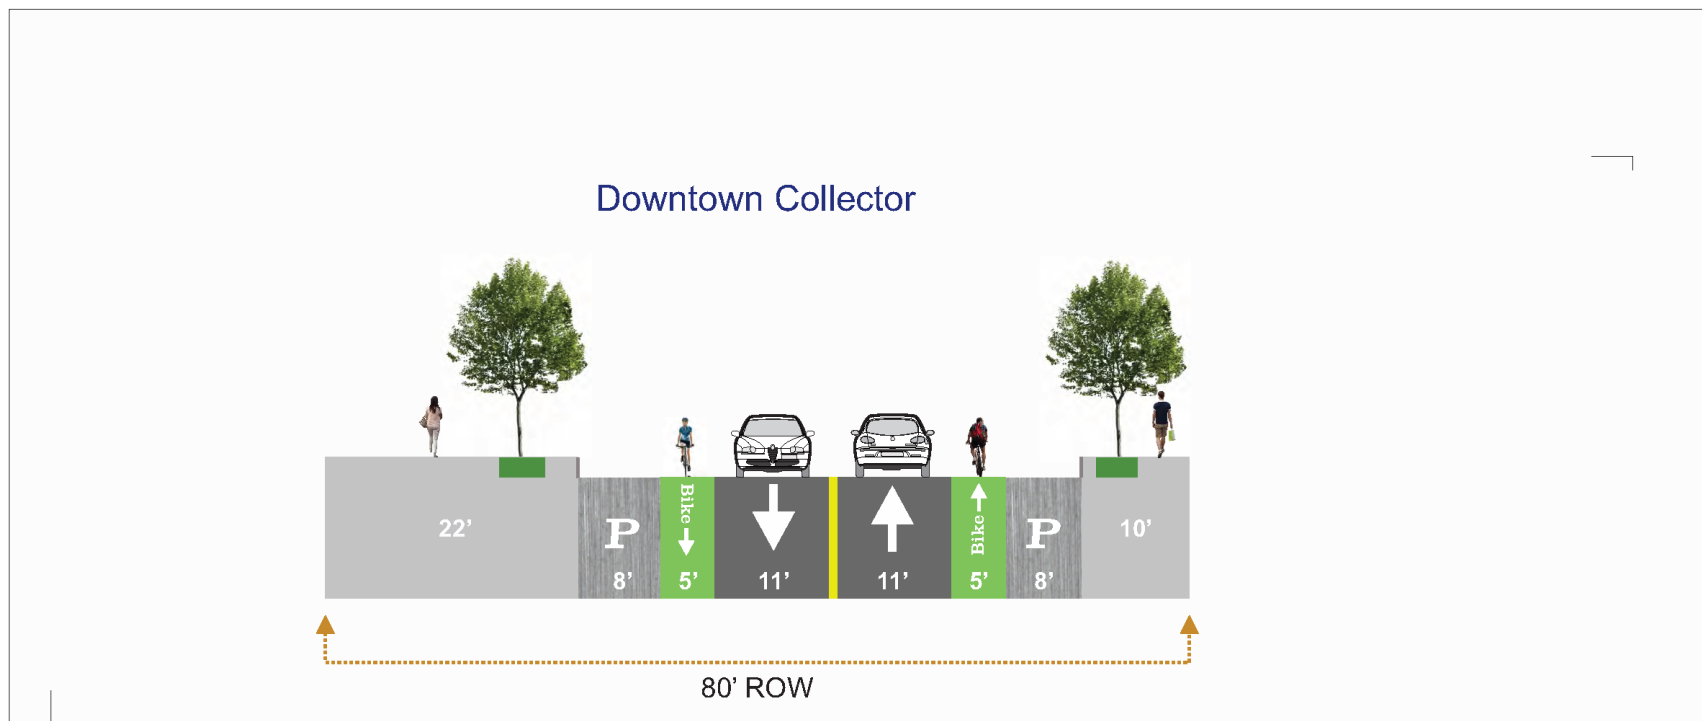 Downtown Collector
22’
P
8’
Bike
5’
11’
11’
Bike
5’
P
8’
10’
80’ ROW